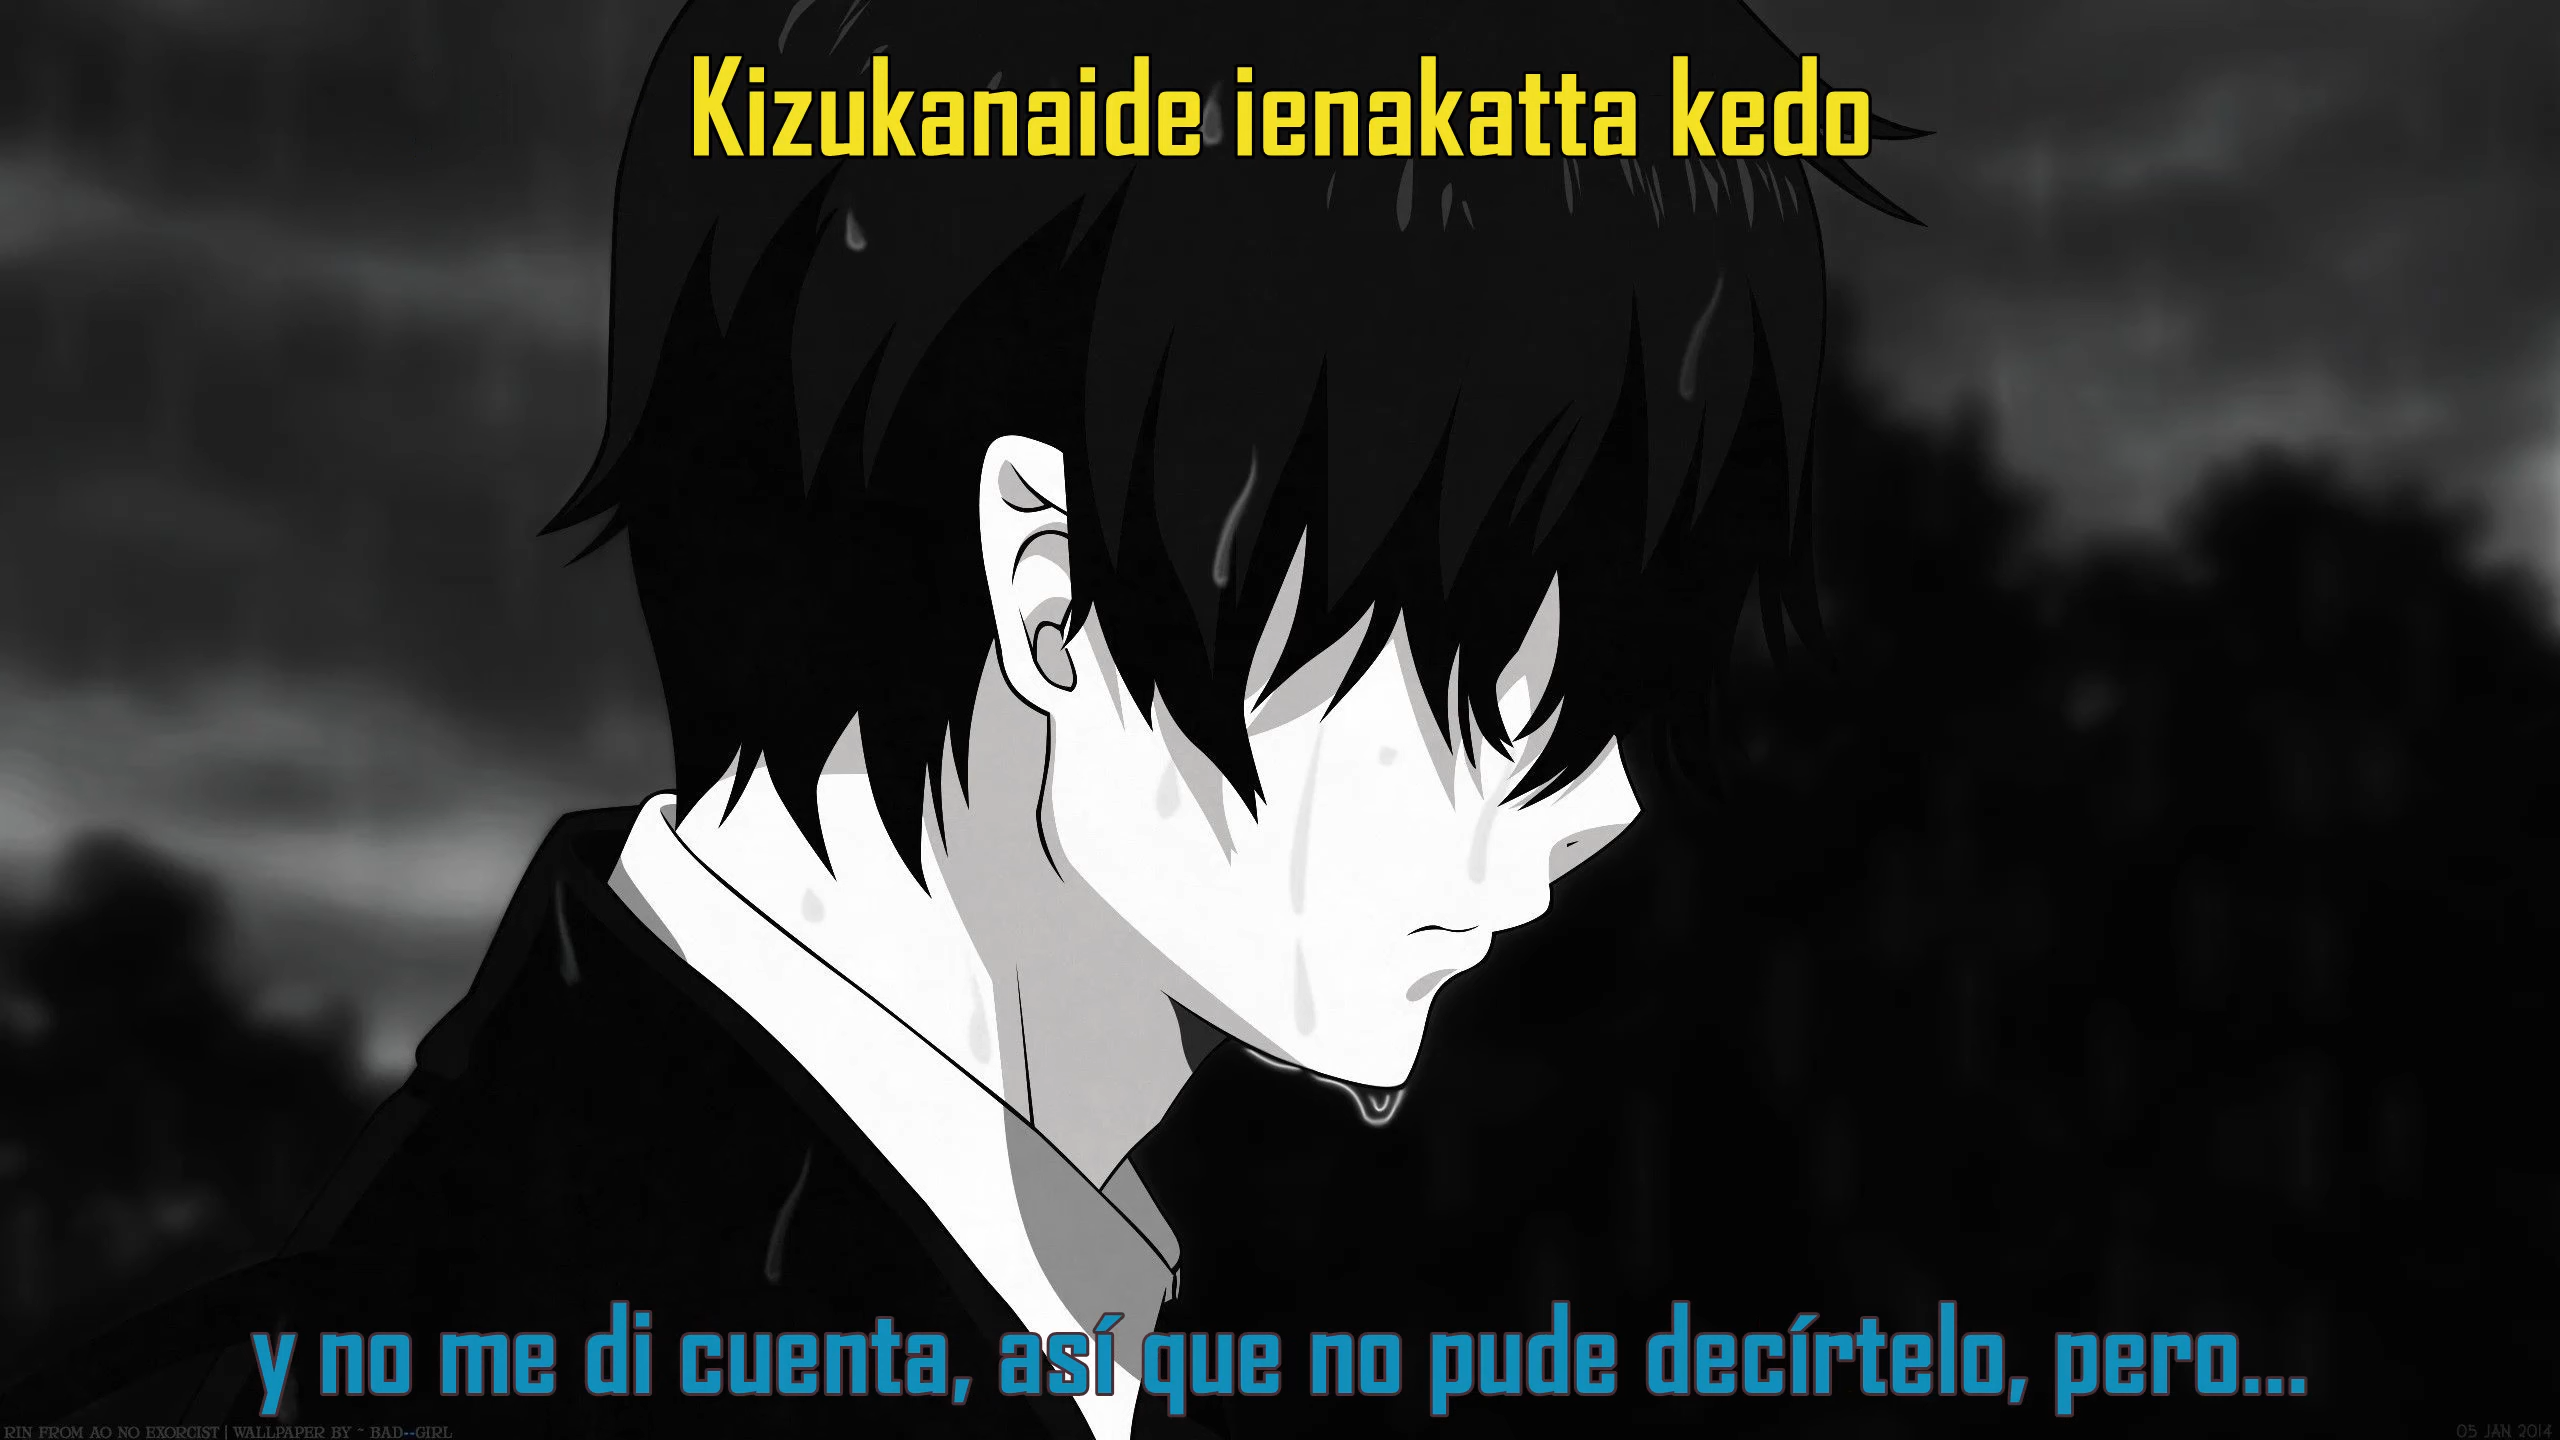 Kizukanaide ienakatta kedo
y no me di cuenta, así que no pude decírtelo, pero...
RIN FROM AO NO EXORCIST | WALLPAPER BY ~ BAD--GIRL
05 JAN 2014